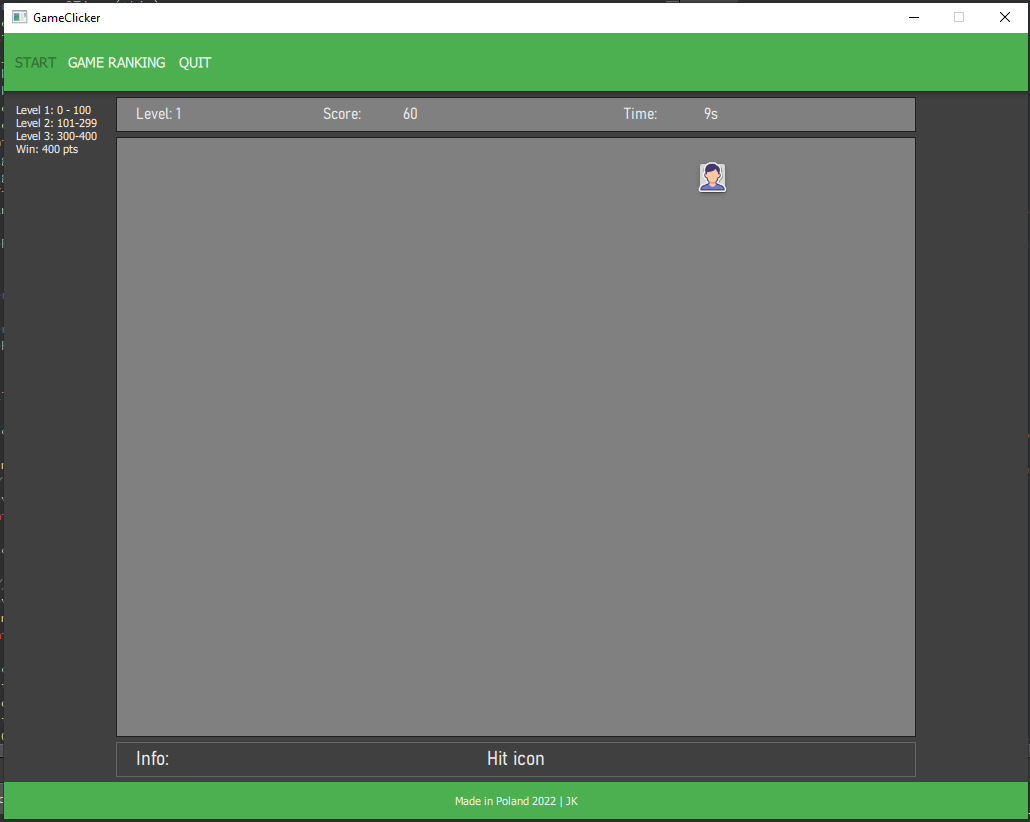 GameClicker
START GAME RANKING QUIT
Level 1: 0 - 100
Level 2: 101-299
Level 3: 300-400
Win: 400 pts
Level: 1 Score: 60 Time: 9s
Info: Hit icon
Made in Poland 2022 | JK